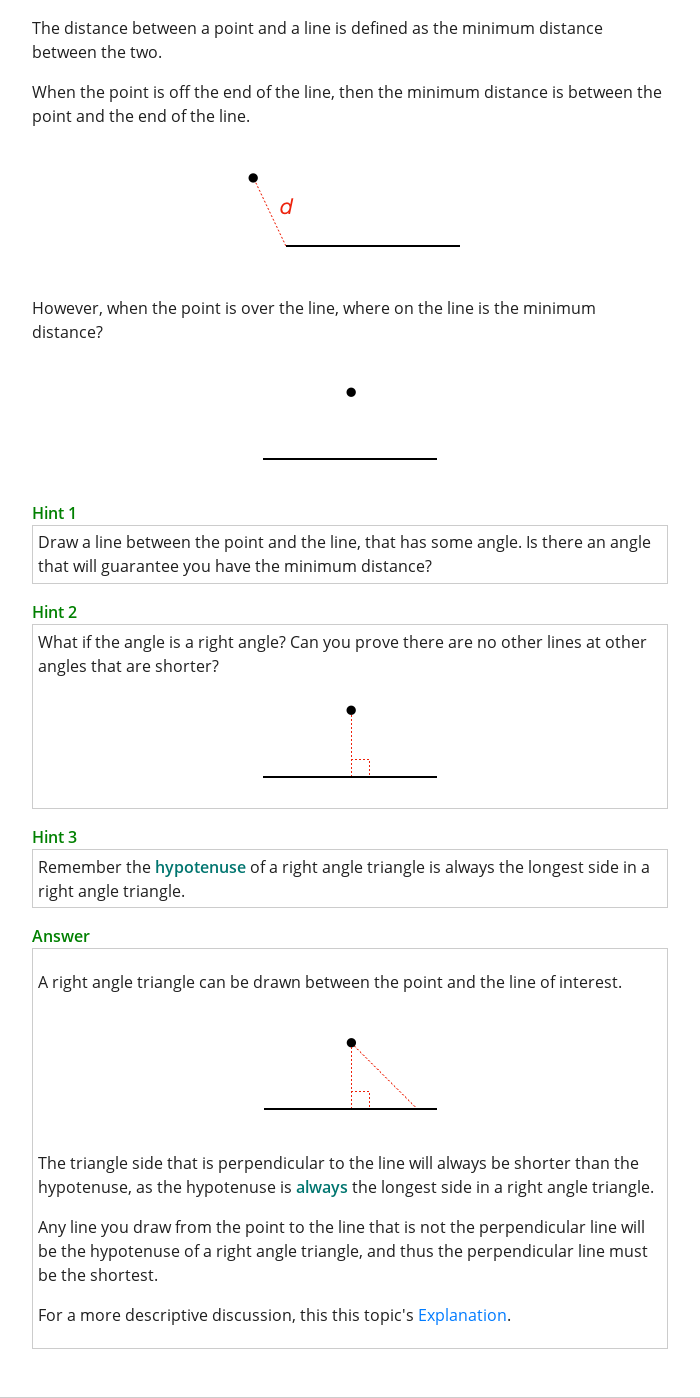 The distance between a point and a line is defined as the minimum distance
between the two.
When the point is off the end of the line, then the minimum distance is between the
point and the end of the line.
d
However, when the point is over the line, where on the line is the minimum
distance?
Hint 1
Draw a line between the point and the line, that has some angle. Is there an angle
that will guarantee you have the minimum distance?
Hint 2
What if the angle is a right angle? Can you prove there are no other lines at other
angles that are shorter?
Hint 3
Remember the hypotenuse of a right angle triangle is always the longest side in a
right angle triangle.
Answer
A right angle triangle can be drawn between the point and the line of interest.
The triangle side that is perpendicular to the line will always be shorter than the
hypotenuse, as the hypotenuse is always the longest side in a right angle triangle.
Any line you draw from the point to the line that is not the perpendicular line will
be the hypotenuse of a right angle triangle, and thus the perpendicular line must
be the shortest.
For a more descriptive discussion, this this topic's Explanation.